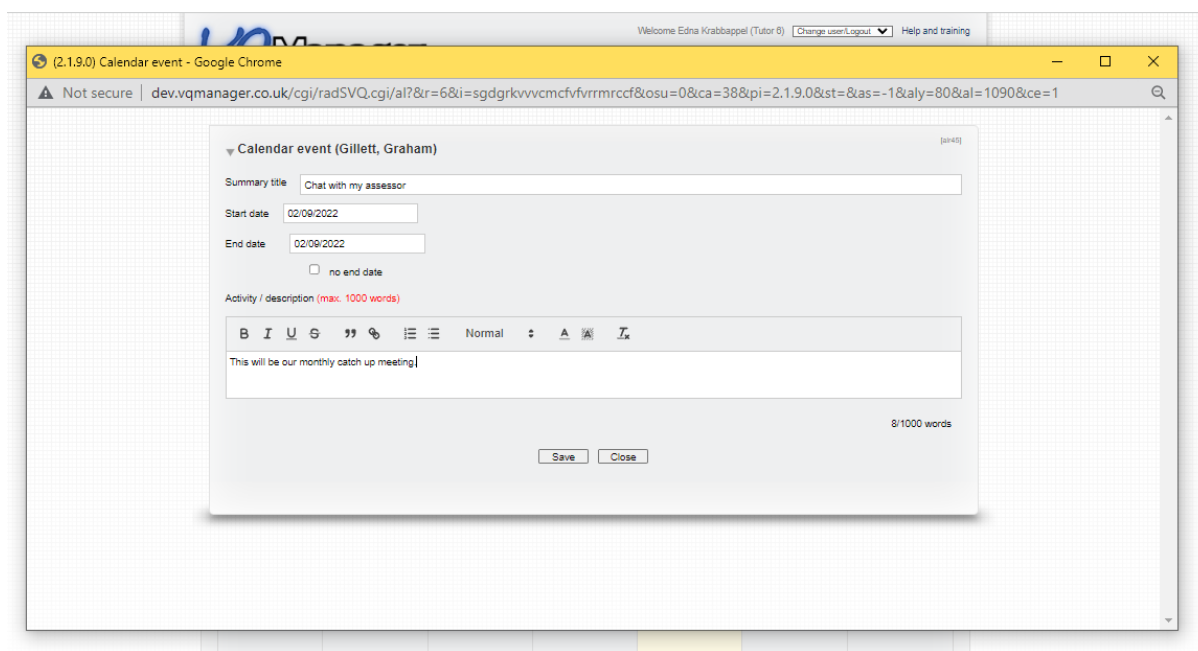 Welcome Edna Krabbappel (Tutor 6) Change user/Logout Help and training
(2.1.9.0) Calendar event - Google Chrome
Not secure | dev.vqmanager.co.uk/cgi/radSVQ.cgi/al?&r=6&i=sgdgrkvvvcmcfvfvrrmrccf&osu=0&ca=38&pi=2.1.9.0&st=&as=-1&aly=80&al=1090&ce=1
Calendar event (Gillett, Graham)
Summary title Chat with my assessor
Start date 02/09/2022
End date 02/09/2022
no end date
Activity / description (max. 1000 words)
B I U S Normal A A Tx
This will be our monthly catch up meeting.
8/1000 words
Save Close